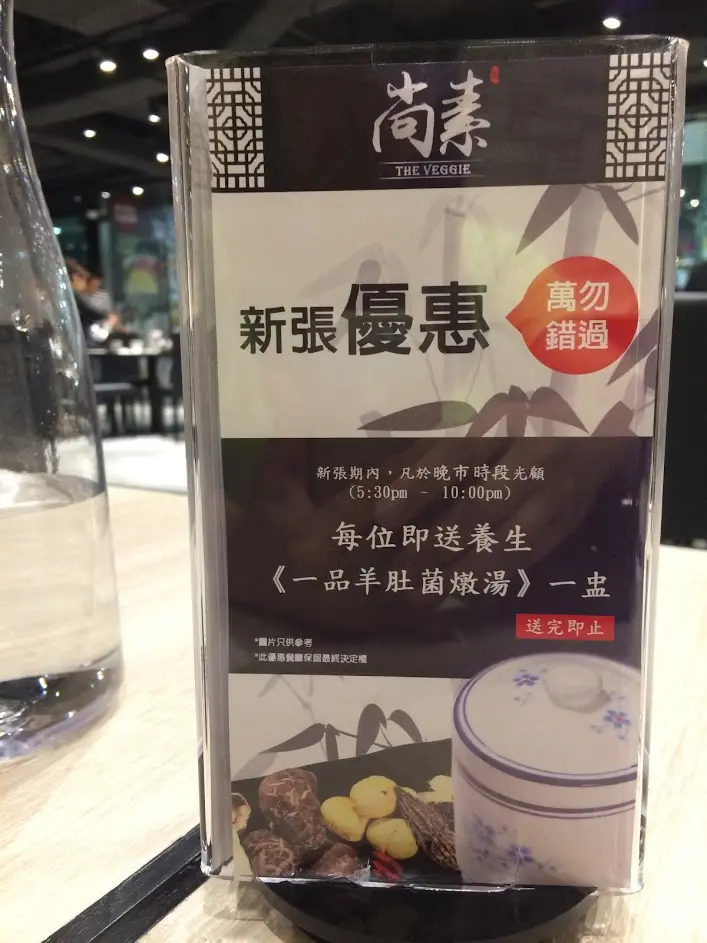 尚素
THE VEGGIE
新張優惠
萬勿
錯過
新張期內，凡於晚市時段光顧
(5:30pm - 10:00pm)
每位即送養生
《一品羊肚菌燉湯》一盅
送完即止
*圖片只供參考
*此優惠餐廳保留最終決定權